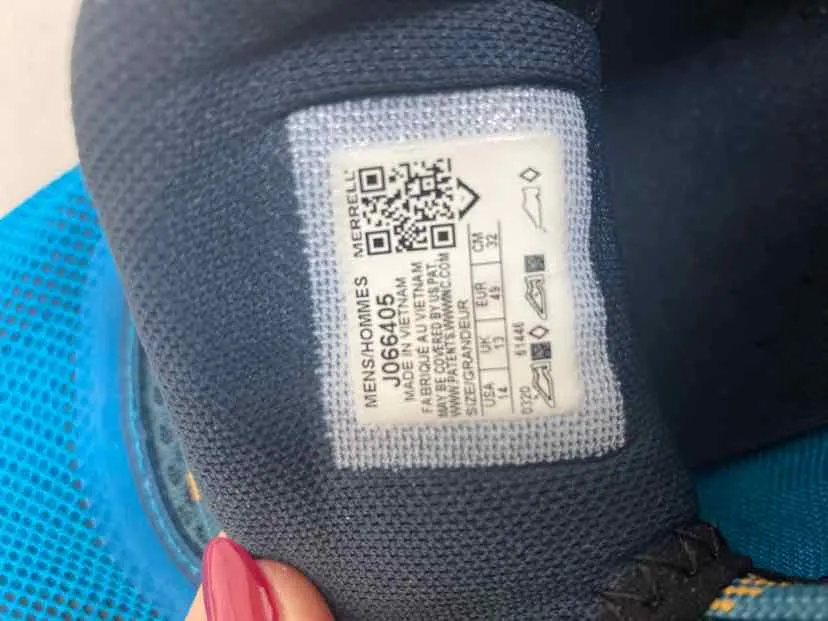 MERRELL
MENS/HOMMES
J066405
MADE IN VIETNAM
FABRIQUÉ AU VIETNAM
MAY BE COVERED BY US PAT.
WWW.PATENTS.WWWINC.COM
SIZE/GRANDEUR
USA UK EUR CM
14 13 49 32
0320 61446